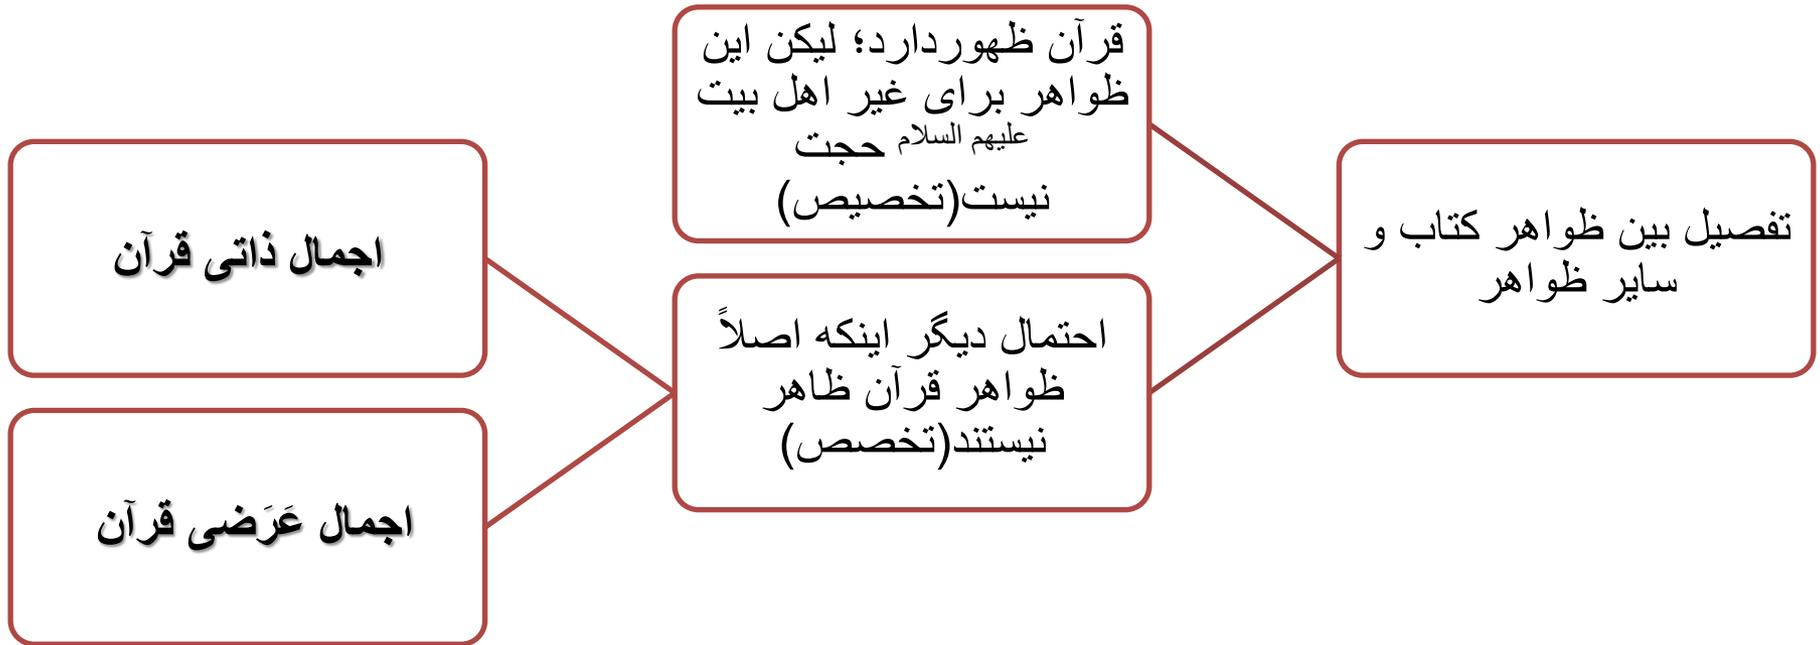 تفصیل بین ظواهر کتاب و
سایر ظواهر
قرآن ظهوردارد؛ لیکن این
ظواهر برای غیر اهل بیت
علیهم السلام حجت
نیست(تخصیص)
احتمال دیگر اینکه اصلاً
ظواهر قرآن ظاهر
نیستند(تخصص)
اجمال ذاتی قرآن
اجمال عَرَضی قرآن